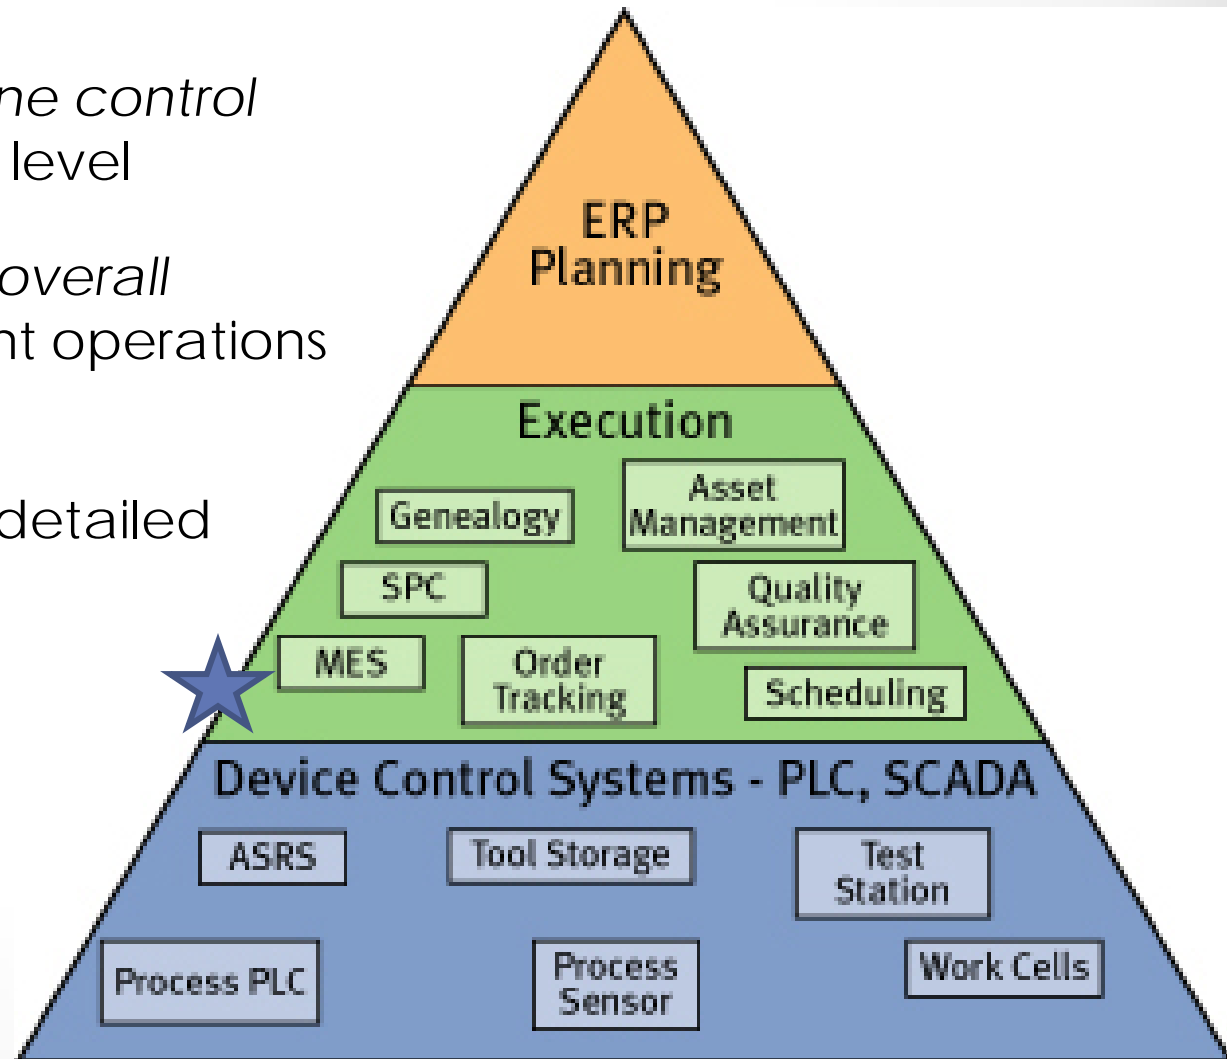 ne control
level
overall
nt operations
detailed
ERP
Planning
Execution
Genealogy
Asset
Management
SPC
Quality
Assurance
MES
Order
Tracking
Scheduling
Device Control Systems - PLC, SCADA
ASRS
Tool Storage
Test
Station
Process PLC
Process
Sensor
Work Cells